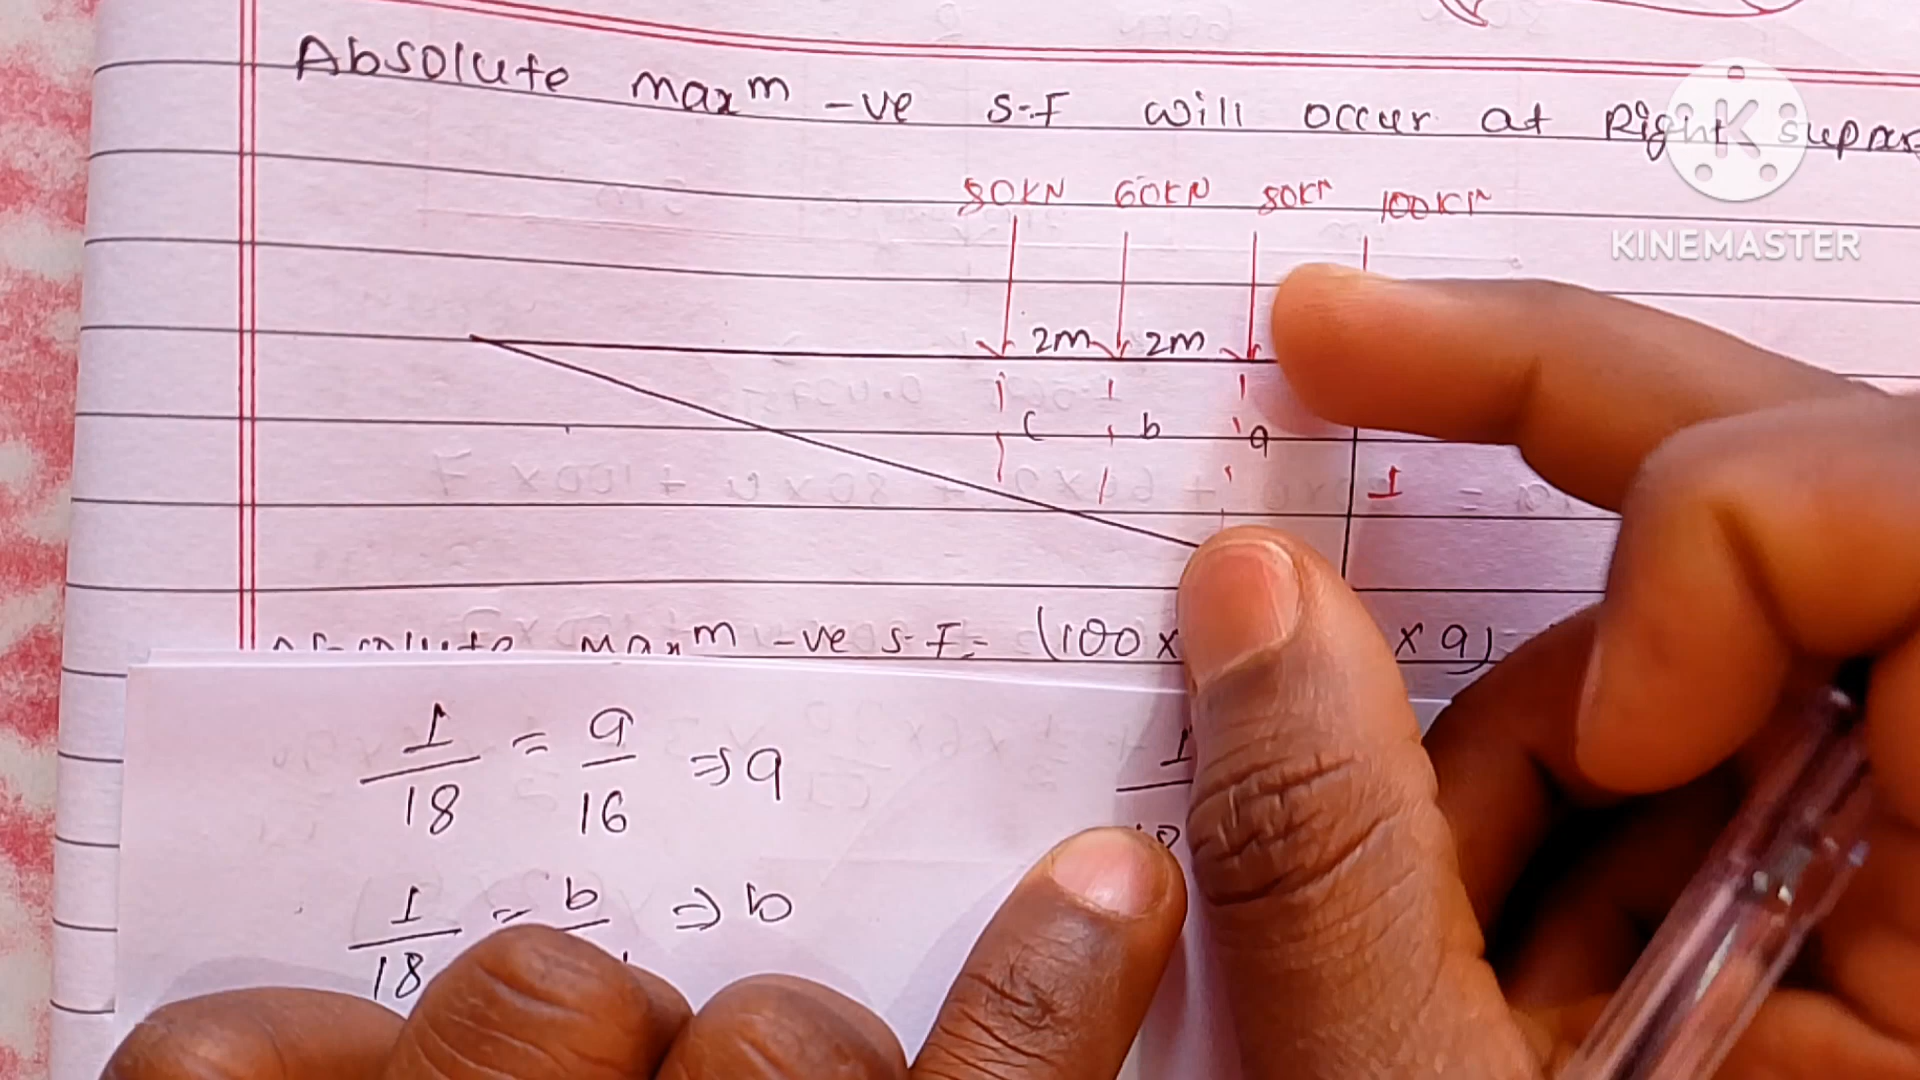 Absolute maxm -ve S.F will occur at Right
80KN 60KN 80KN 100KN
KINEMASTER
2m 2m
c b a
1
maxm -ve S.F = (100 x x a)
1/18 = a/16 ⇒ a
1
1/18 = b ⇒ b